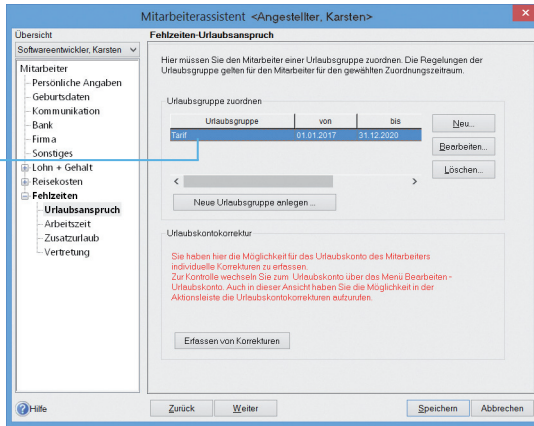 Mitarbeiterassistent <Angestellter, Karsten>
Übersicht
Softwareentwickler, Karsten
Mitarbeiter
Persönliche Angaben
Geburtsdaten
Kommunikation
Bank
Firma
Sonstiges
Lohn + Gehalt
Reisekosten
Fehlzeiten
Urlaubsanspruch
Arbeitszeit
Zusatzurlaub
Vertretung
Fehlzeiten-Urlaubsanspruch
Hier müssen Sie den Mitarbeiter einer Urlaubsgruppe zuordnen. Die Regelungen der
Urlaubsgruppe gelten für den Mitarbeiter für den gewählten Zuordnungszeitraum.
Urlaubsgruppe zuordnen
Urlaubsgruppe von bis
Tarif 01.01.2017 31.12.2020
Neu...
Bearbeiten...
Löschen...
Neue Urlaubsgruppe anlegen ...
Urlaubskontokorrektur
Sie haben hier die Möglichkeit für das Urlaubskonto des Mitarbeiters
individuelle Korrekturen zu erfassen.
Zur Kontrolle wechseln Sie zum Urlaubskonto über das Menü Bearbeiten -
Urlaubskonto. Auch in dieser Ansicht haben Sie die Möglichkeit in der
Aktionsleiste die Urlaubskontokorrekturen aufzurufen.
Erfassen von Korrekturen
Hilfe
Zurück
Weiter
Speichern
Abbrechen